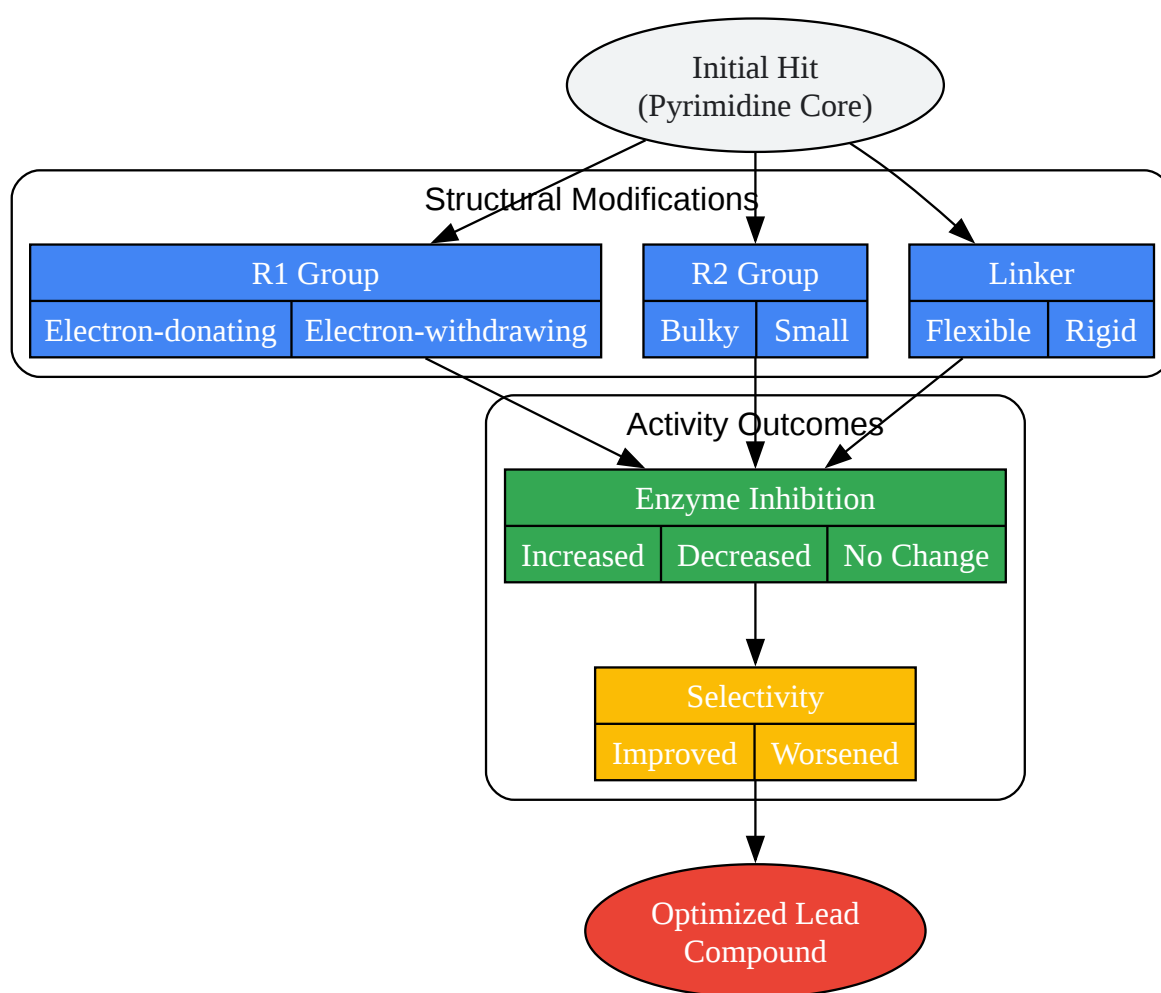 Initial Hit
(Pyrimidine Core)
Structural Modifications
R1 Group
Electron-donating Electron-withdrawing
R2 Group
Bulky Small
Linker
Flexible Rigid
Activity Outcomes
Enzyme Inhibition
Increased Decreased No Change
Selectivity
Improved Worsened
Optimized Lead
Compound